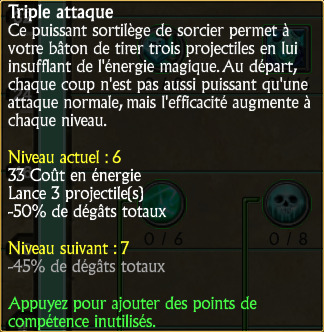 Triple attaque
Ce puissant sortilège de sorcier permet à
votre bâton de tirer trois projectiles en lui
insufflant de l'énergie magique. Au départ,
chaque coup n'est pas aussi puissant qu'une
attaque normale, mais l'efficacité augmente à
chaque niveau.
Niveau actuel : 6
33 Coût en énergie
Lance 3 projectile(s)
-50% de dégâts totaux
0 / 6
0 / 8
Niveau suivant : 7
-45% de dégâts totaux
Appuyez pour ajouter des points de
compétence inutilisés.